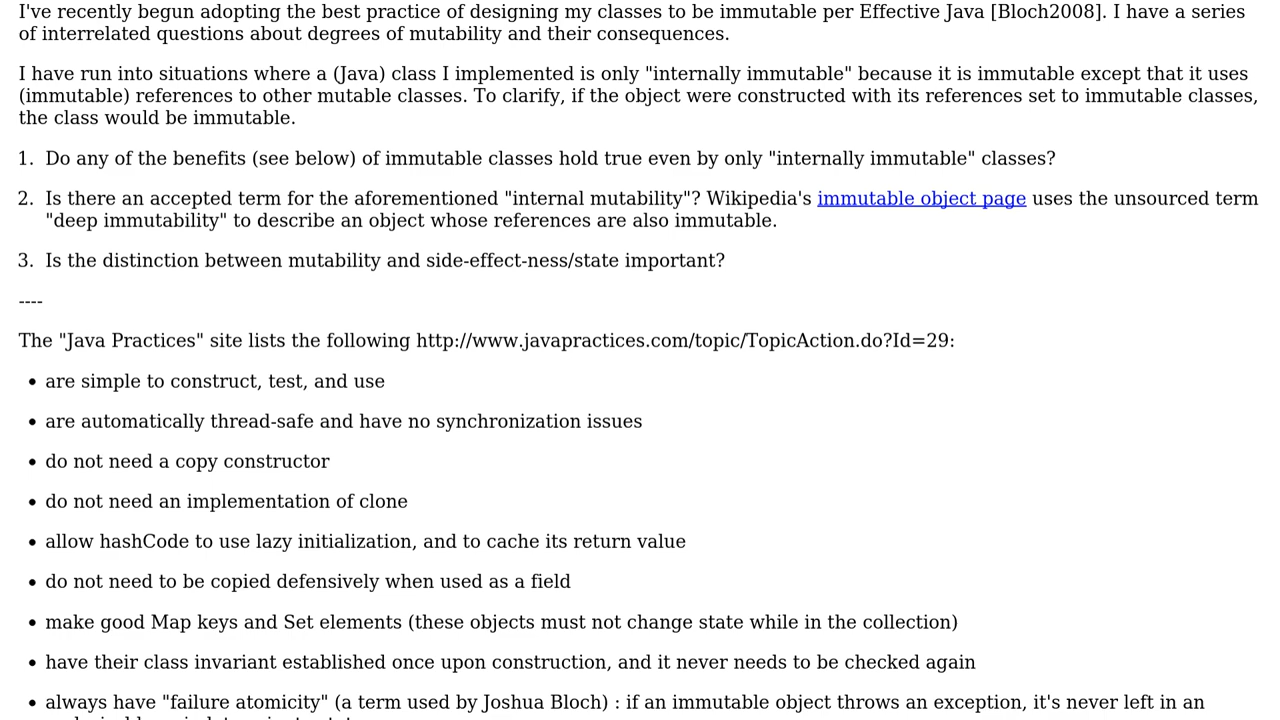 I've recently begun adopting the best practice of designing my classes to be immutable per Effective Java [Bloch2008]. I have a series
of interrelated questions about degrees of mutability and their consequences.
I have run into situations where a (Java) class I implemented is only "internally immutable" because it is immutable except that it uses
(immutable) references to other mutable classes. To clarify, if the object were constructed with its references set to immutable classes,
the class would be immutable.
1. Do any of the benefits (see below) of immutable classes hold true even by only "internally immutable" classes?
2. Is there an accepted term for the aforementioned "internal mutability"? Wikipedia's immutable object page uses the unsourced term
"deep immutability" to describe an object whose references are also immutable.
3. Is the distinction between mutability and side-effect-ness/state important?
----
The "Java Practices" site lists the following http://www.javapractices.com/topic/TopicAction.do?Id=29:
• are simple to construct, test, and use
• are automatically thread-safe and have no synchronization issues
• do not need a copy constructor
• do not need an implementation of clone
• allow hashCode to use lazy initialization, and to cache its return value
• do not need to be copied defensively when used as a field
• make good Map keys and Set elements (these objects must not change state while in the collection)
• have their class invariant established once upon construction, and it never needs to be checked again
• always have "failure atomicity" (a term used by Joshua Bloch) : if an immutable object throws an exception, it's never left in an